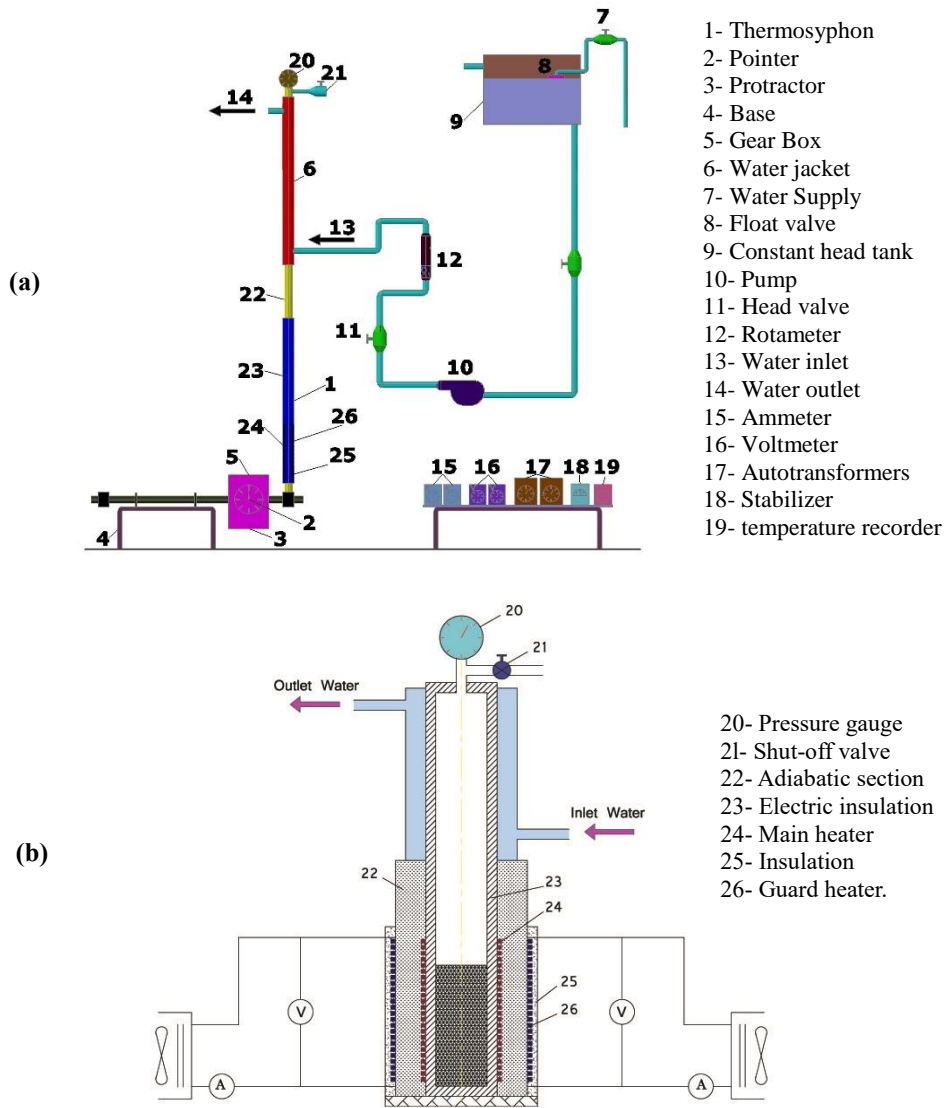 20
21
14
6
13
22
12
11
23
1
10
24
26
25
5
2
4
3
7
8
9
15
16
17
18
19
(a)
1- Thermosyphon
2- Pointer
3- Protractor
4- Base
5- Gear Box
6- Water jacket
7- Water Supply
8- Float valve
9- Constant head tank
10- Pump
11- Head valve
12- Rotameter
13- Water inlet
14- Water outlet
15- Ammeter
16- Voltmeter
17- Autotransformers
18- Stabilizer
19- temperature recorder
(b)
20
21
Outlet Water
Inlet Water
22
23
24
25
26
V
V
A
A
20- Pressure gauge
2l- Shut-off valve
22- Adiabatic section
23- Electric insulation
24- Main heater
25- Insulation
26- Guard heater.